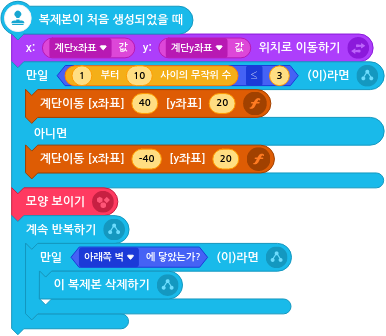 복제본이 처음 생성되었을 때
x: 계단x좌표 값 y: 계단y좌표 값 위치로 이동하기
만일 1 부터 10 사이의 무작위 수 ≤ 3 (이)라면
계단이동 [x좌표] 40 [y좌표] 20
아니면
계단이동 [x좌표] -40 [y좌표] 20
모양 보이기
계속 반복하기
만일 아래쪽 벽 에 닿았는가? (이)라면
이 복제본 삭제하기